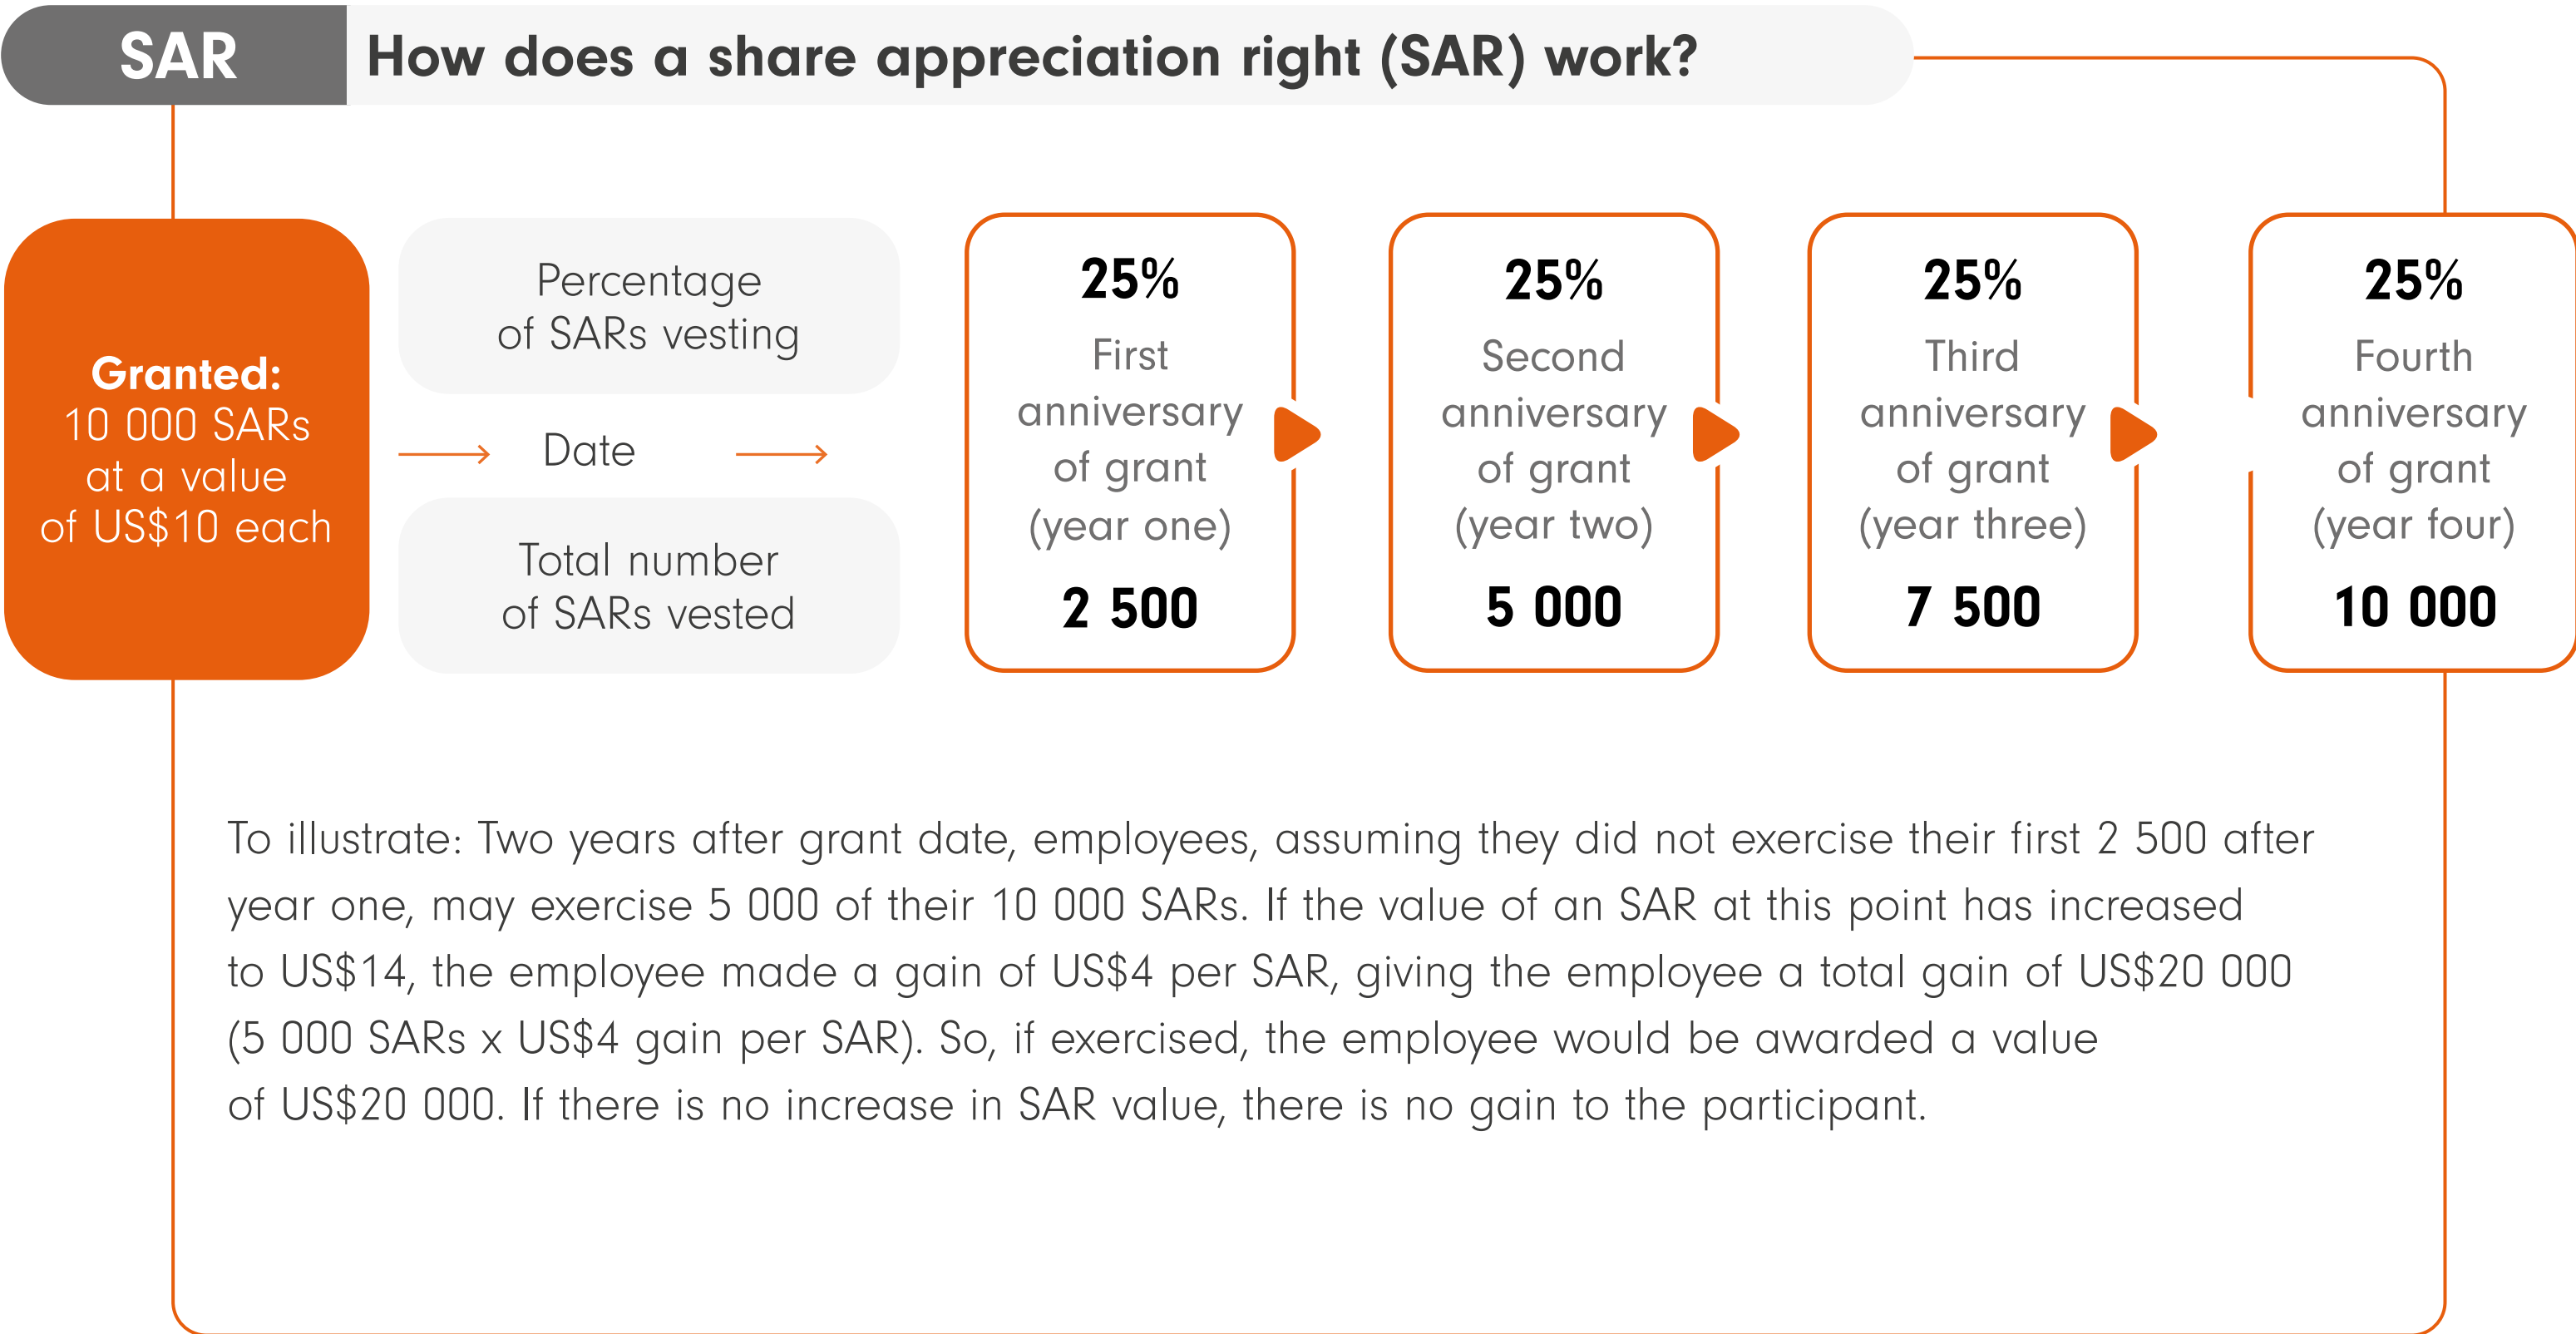 SAR
How does a share appreciation right (SAR) work?
Granted:
10 000 SARs
at a value
of US$10 each
Percentage
of SARs vesting
Date
Total number
of SARs vested
25%
First
anniversary
of grant
(year one)
2 500
25%
Second
anniversary
of grant
(year two)
5 000
25%
Third
anniversary
of grant
(year three)
7 500
25%
Fourth
anniversary
of grant
(year four)
10 000
To illustrate: Two years after grant date, employees, assuming they did not exercise their first 2 500 after
year one, may exercise 5 000 of their 10 000 SARs. If the value of an SAR at this point has increased
to US$14, the employee made a gain of US$4 per SAR, giving the employee a total gain of US$20 000
(5 000 SARs x US$4 gain per SAR). So, if exercised, the employee would be awarded a value
of US$20 000. If there is no increase in SAR value, there is no gain to the participant.